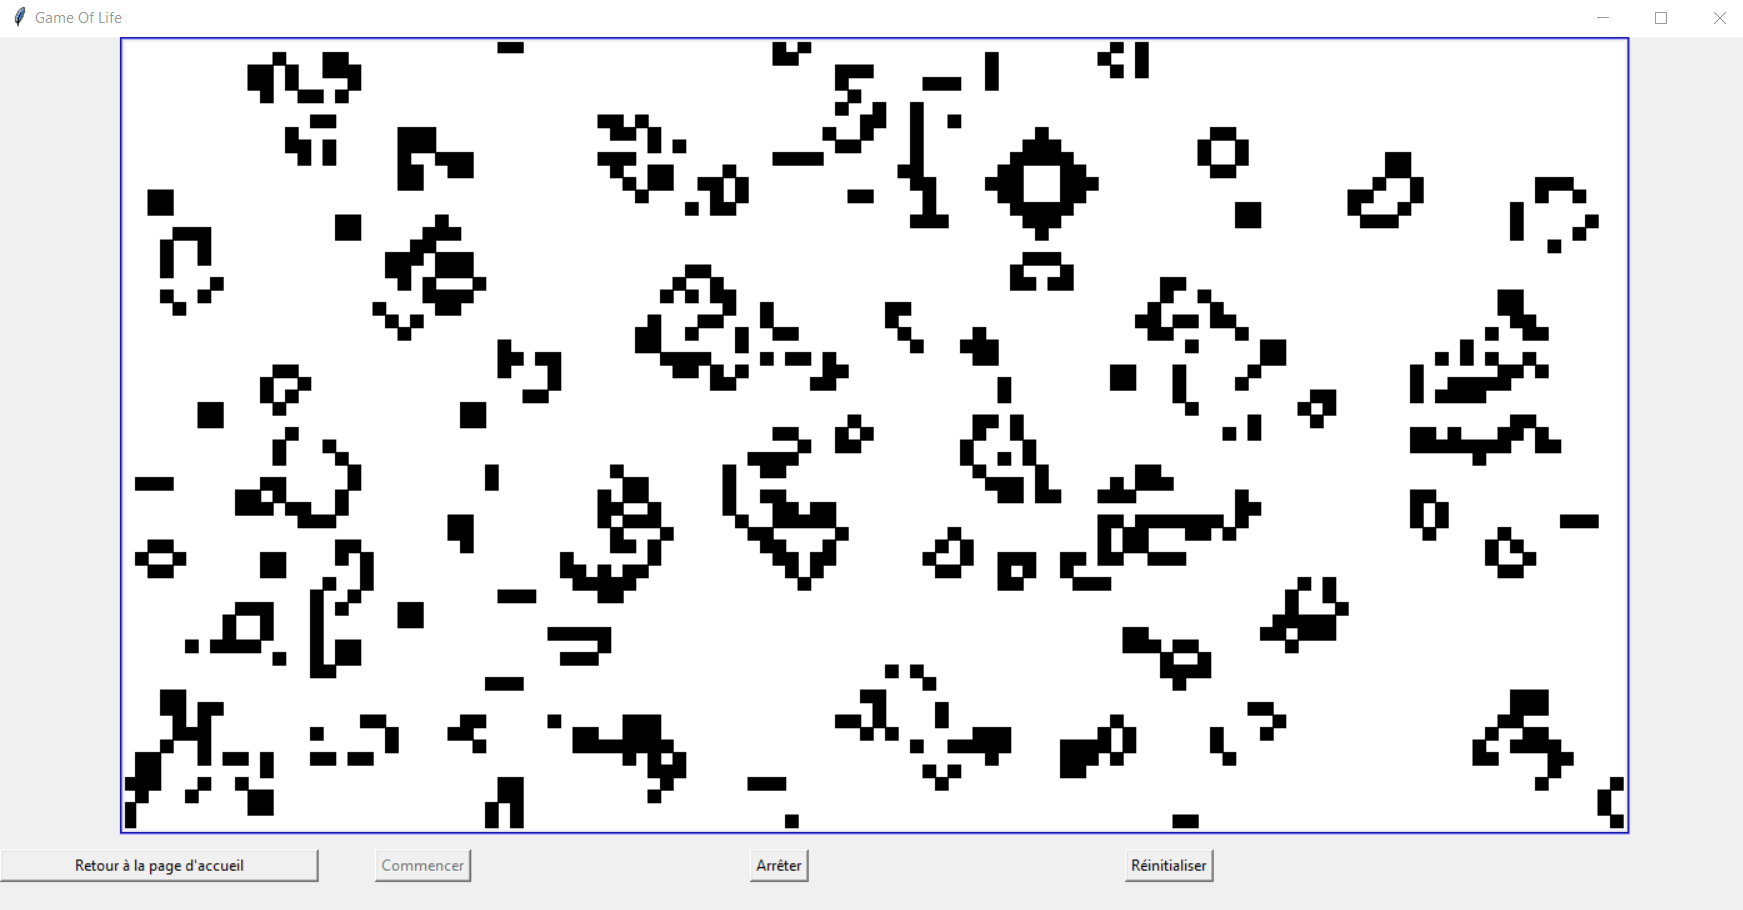 Game Of Life
Retour à la page d'accueil
Commencer
Arrêter
Réinitialiser